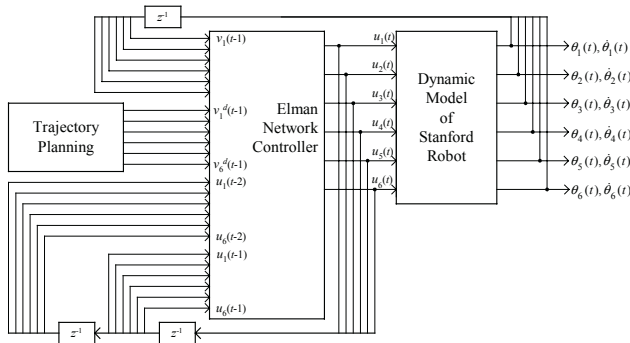 z⁻¹
v₁(t-1)
v₁ᵈ(t-1)
v₆ᵈ(t-1)
u₁(t-2)
u₆(t-2)
u₁(t-1)
u₆(t-1)
Trajectory
Planning
Elman
Network
Controller
u₁(t)
u₂(t)
u₃(t)
u₄(t)
u₅(t)
u₆(t)
Dynamic
Model
of
Stanford
Robot
θ₁(t), θ̇₁(t)
θ₂(t), θ̇₂(t)
θ₃(t), θ̇₃(t)
θ₄(t), θ̇₄(t)
θ₅(t), θ̇₅(t)
θ₆(t), θ̇₆(t)
z⁻¹
z⁻¹